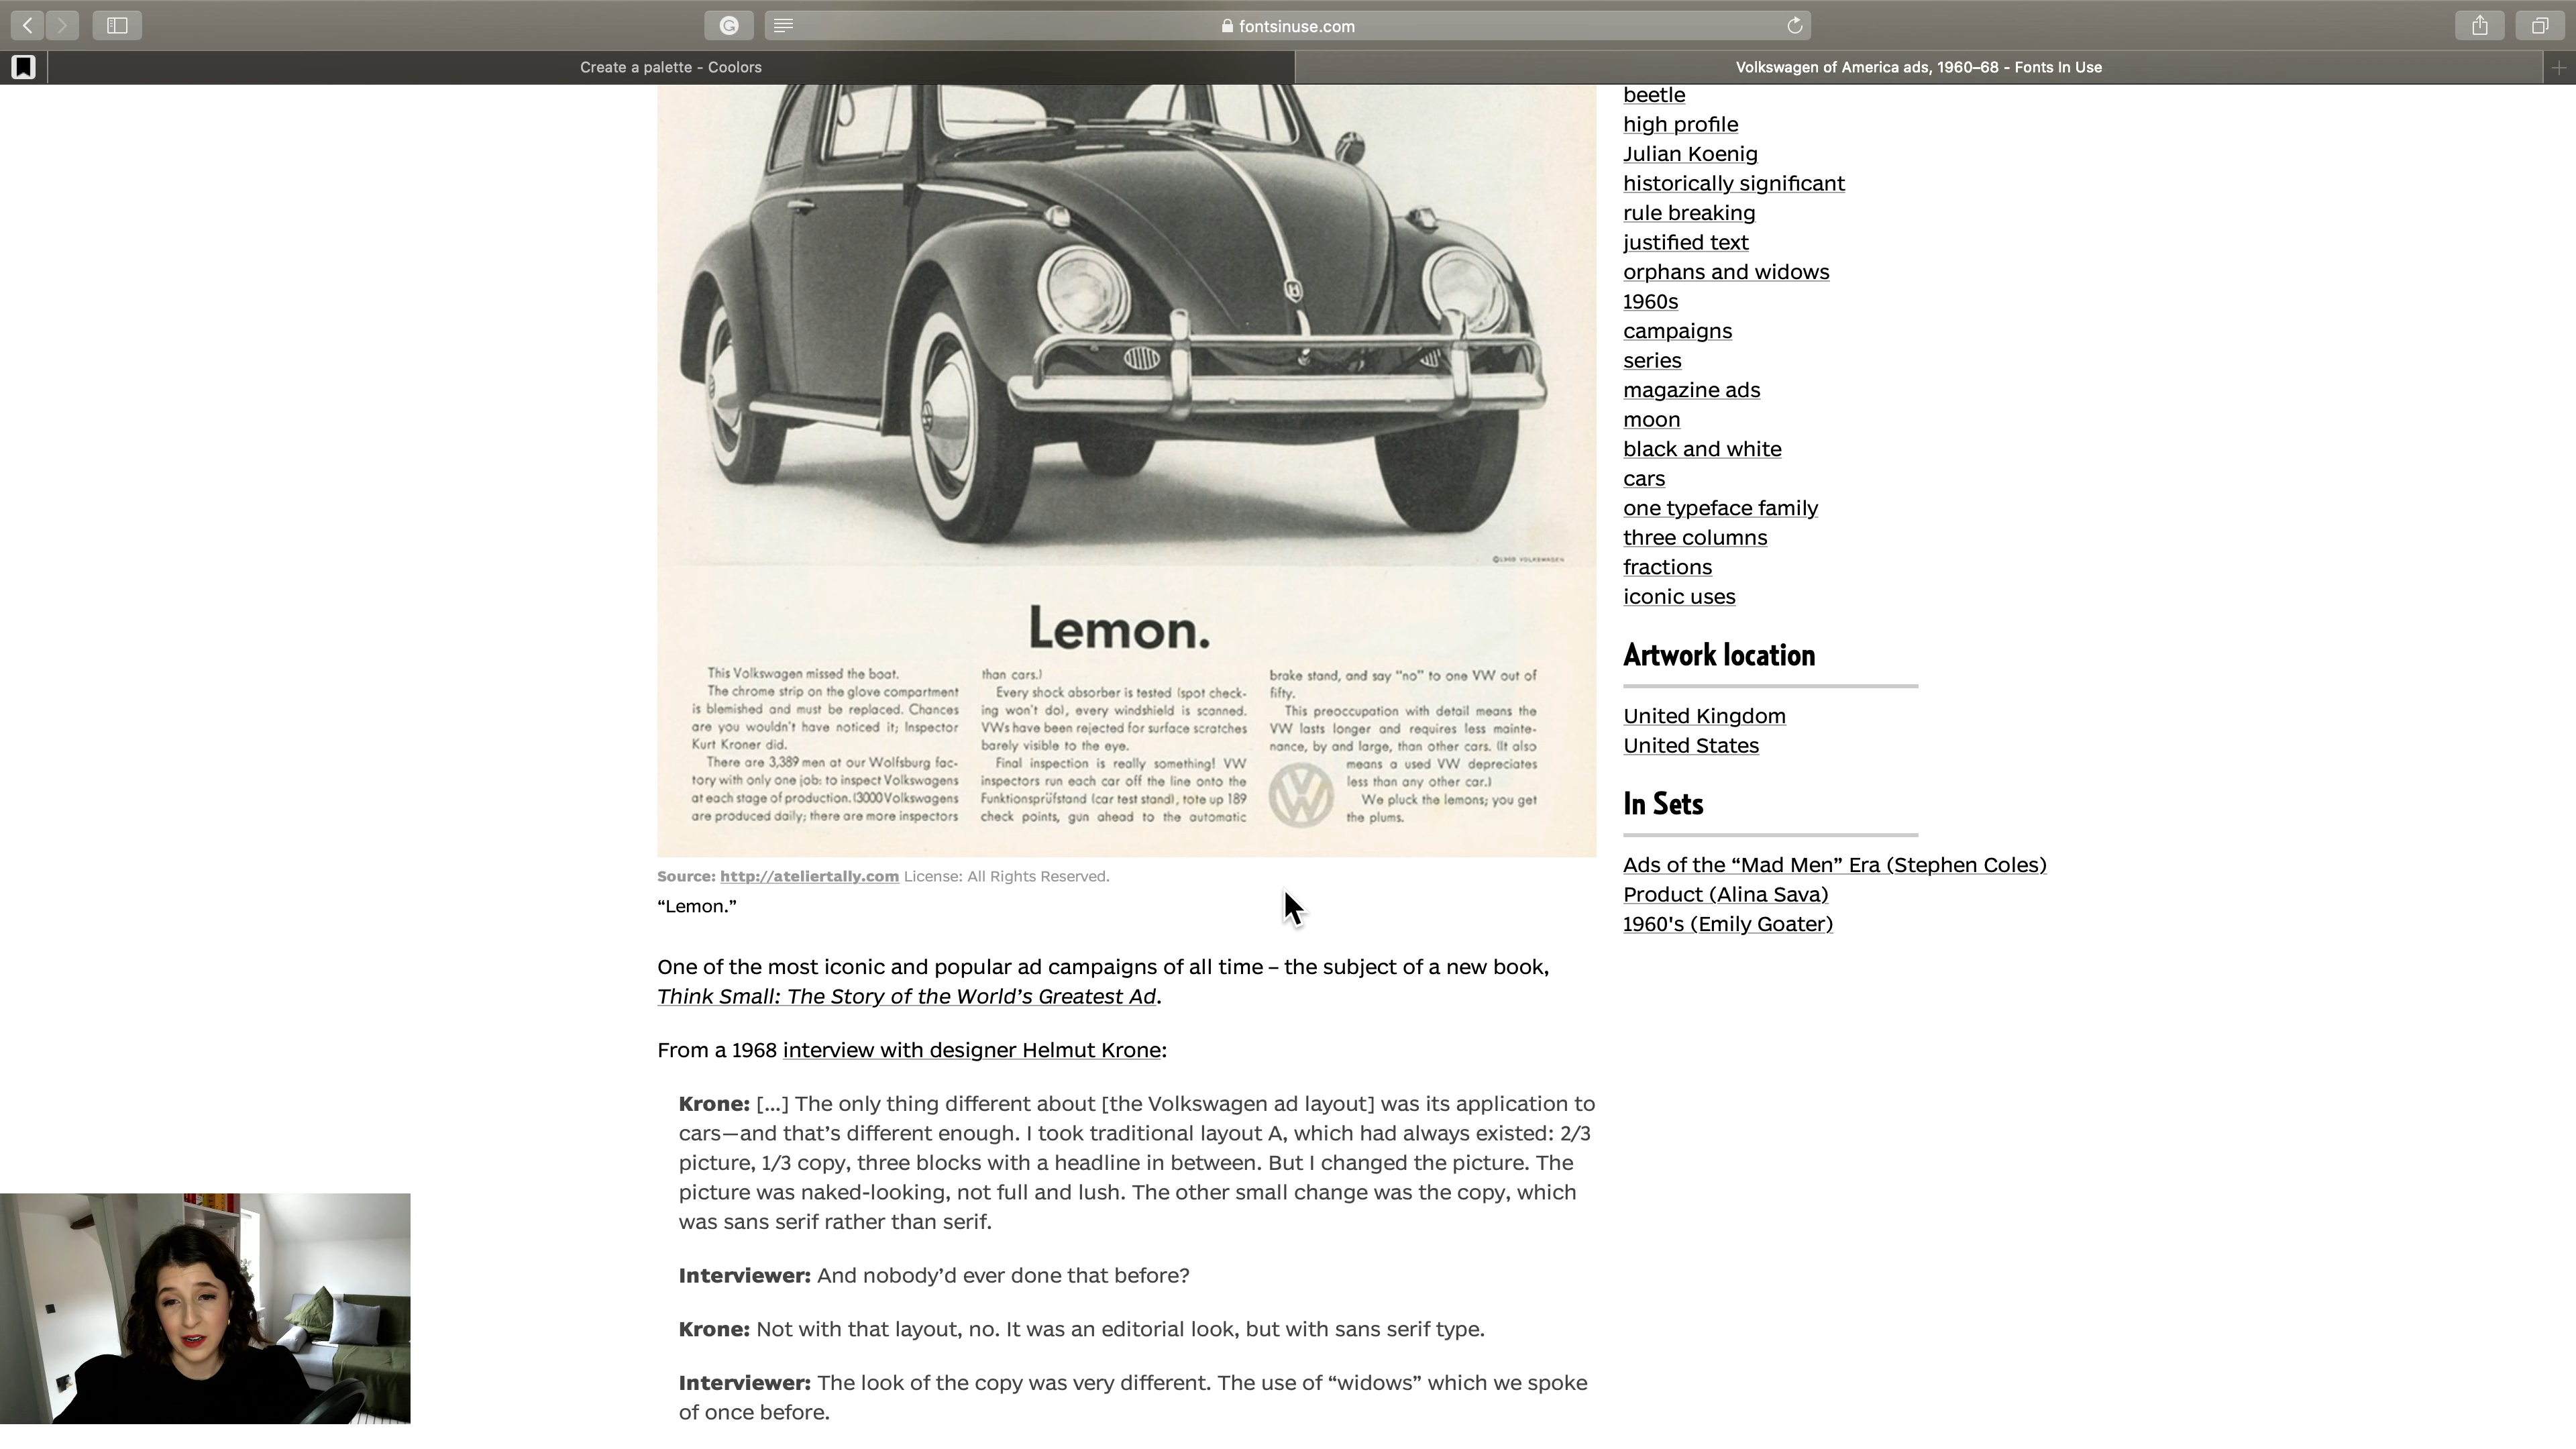 fontsinuse.com
Create a palette - Coolors
Volkswagen of America ads, 1960–68 - Fonts In Use
©1960 VOLKSWAGEN
Lemon.
This Volkswagen missed the boat.
The chrome strip on the glove compartment
is blemished and must be replaced. Chances
are you wouldn't have noticed it; Inspector
Kurt Kroner did.
There are 3,389 men at our Wolfsburg fac-
tory with only one job: to inspect Volkswagens
at each stage of production. (3000 Volkswagens
are produced daily; there are more inspectors
than cars.)
Every shock absorber is tested (spot check-
ing won't do), every windshield is scanned.
VWs have been rejected for surface scratches
barely visible to the eye.
Final inspection is really something! VW
inspectors run each car off the line onto the
Funktionsprüfstand (car test stand), tote up 189
check points, gun ahead to the automatic
brake stand, and say "no" to one VW out of
fifty.
This preoccupation with detail means the
VW lasts longer and requires less mainte-
nance, by and large, than other cars. (It also
means a used VW depreciates
less than any other car.)
We pluck the lemons; you get
the plums.
VW
Source: http://ateliertally.com License: All Rights Reserved.
“Lemon.”
One of the most iconic and popular ad campaigns of all time – the subject of a new book,
Think Small: The Story of the World’s Greatest Ad.
From a 1968 interview with designer Helmut Krone:
Krone: […] The only thing different about [the Volkswagen ad layout] was its application to
cars—and that’s different enough. I took traditional layout A, which had always existed: 2/3
picture, 1/3 copy, three blocks with a headline in between. But I changed the picture. The
picture was naked-looking, not full and lush. The other small change was the copy, which
was sans serif rather than serif.
Interviewer: And nobody’d ever done that before?
Krone: Not with that layout, no. It was an editorial look, but with sans serif type.
Interviewer: The look of the copy was very different. The use of “widows” which we spoke
of once before.
beetle
high profile
Julian Koenig
historically significant
rule breaking
justified text
orphans and widows
1960s
campaigns
series
magazine ads
moon
black and white
cars
one typeface family
three columns
fractions
iconic uses
Artwork location
United Kingdom
United States
In Sets
Ads of the “Mad Men” Era (Stephen Coles)
Product (Alina Sava)
1960's (Emily Goater)